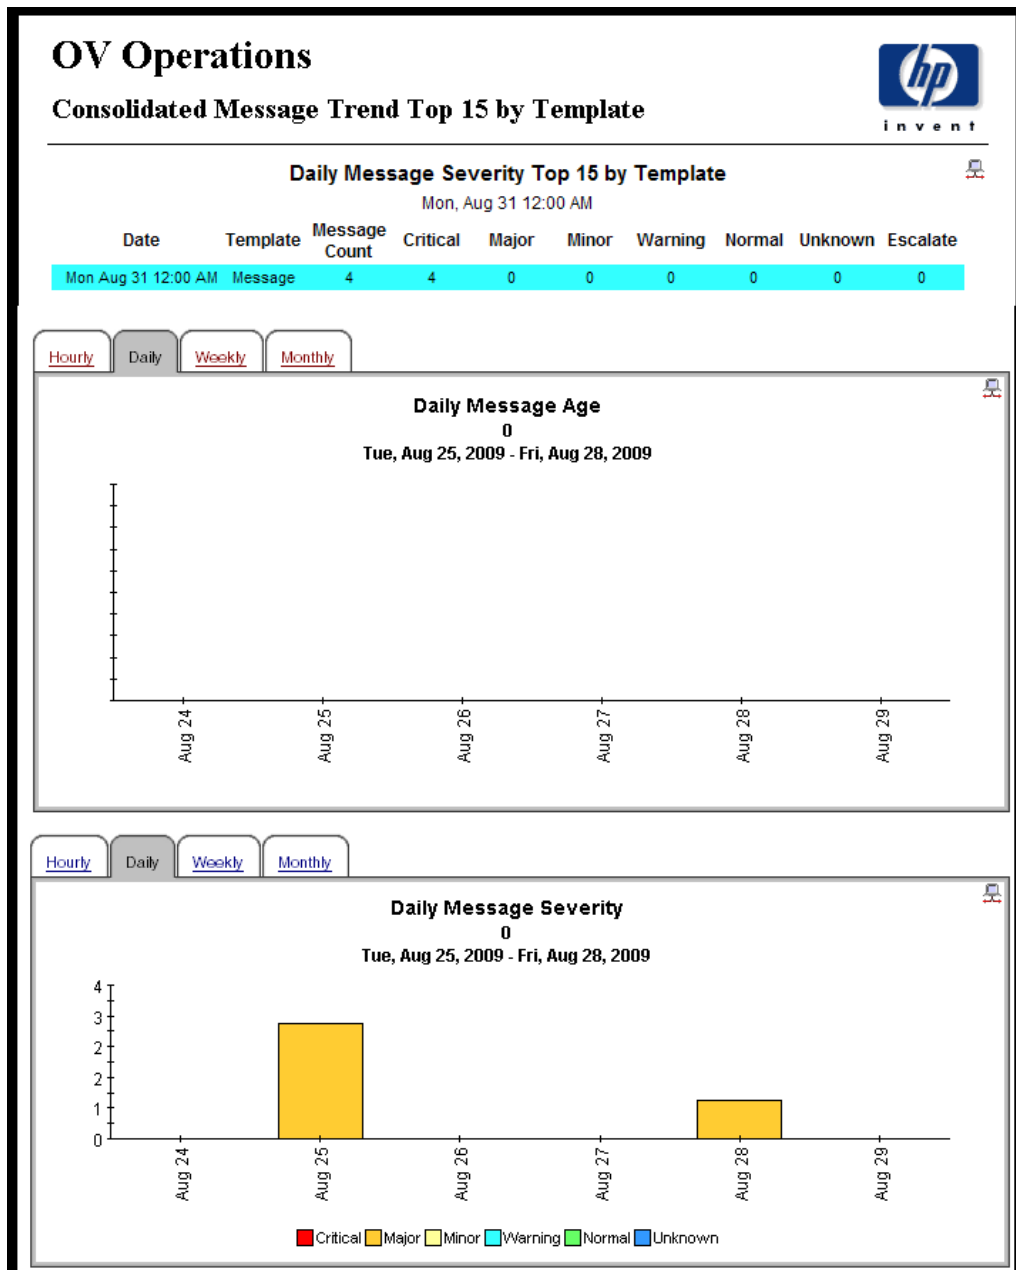 OV Operations
Consolidated Message Trend Top 15 by Template
hp
invent
Daily Message Severity Top 15 by Template
Mon, Aug 31 12:00 AM
Date Template Message Count Critical Major Minor Warning Normal Unknown Escalate
Mon Aug 31 12:00 AM Message 4 4 0 0 0 0 0 0
Hourly Daily Weekly Monthly
Daily Message Age
0
Tue, Aug 25, 2009 - Fri, Aug 28, 2009
Aug 24 Aug 25 Aug 26 Aug 27 Aug 28 Aug 29
Hourly Daily Weekly Monthly
Daily Message Severity
0
Tue, Aug 25, 2009 - Fri, Aug 28, 2009
4
3
2
2
1
0
Aug 24 Aug 25 Aug 26 Aug 27 Aug 28 Aug 29
Critical Major Minor Warning Normal Unknown